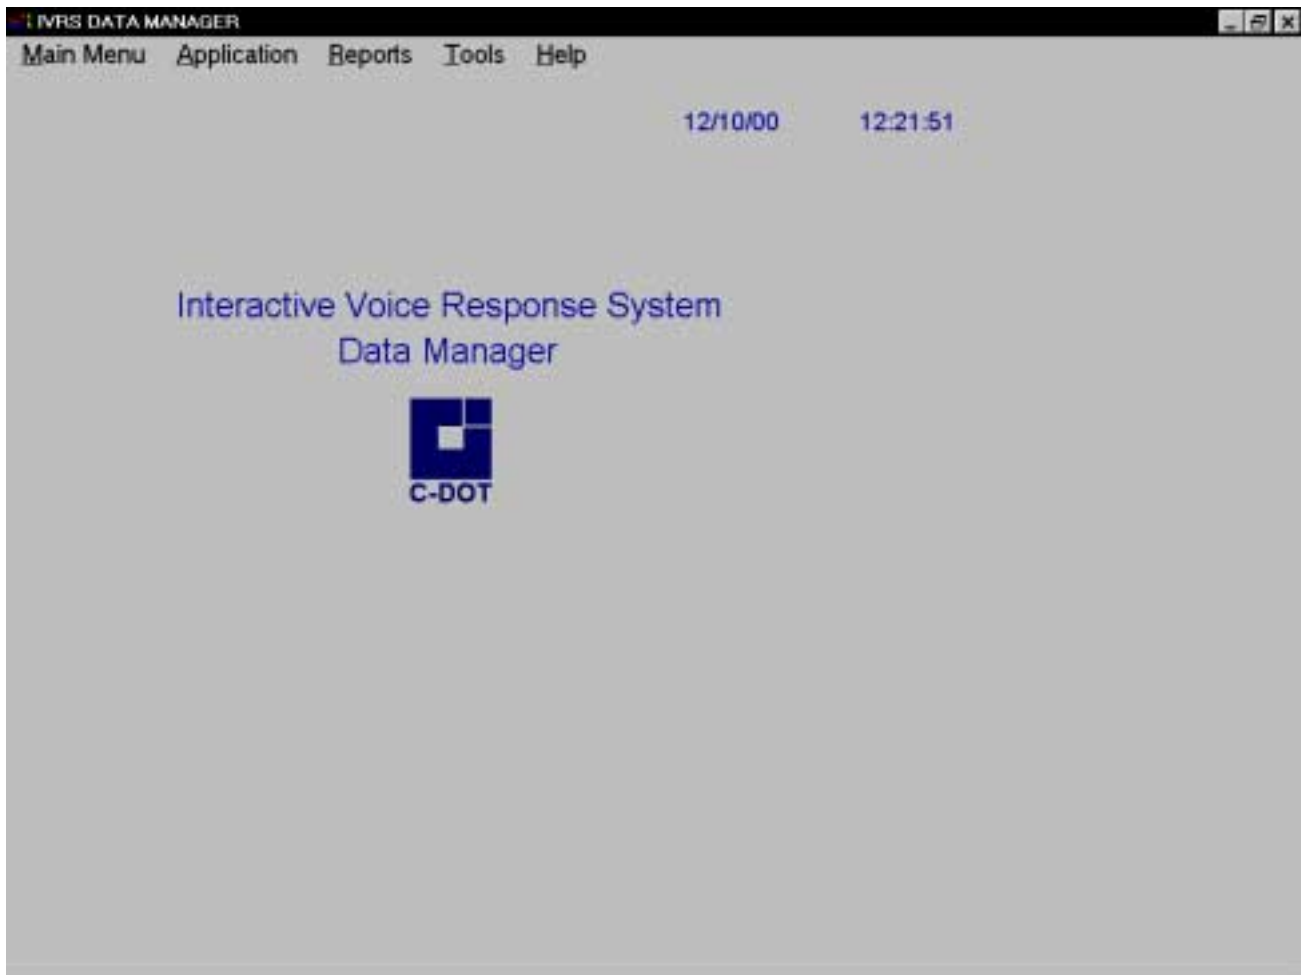 IVRS DATA MANAGER
Main Menu Application Reports Tools Help
12/10/00 12:21:51
Interactive Voice Response System
Data Manager
C-DOT